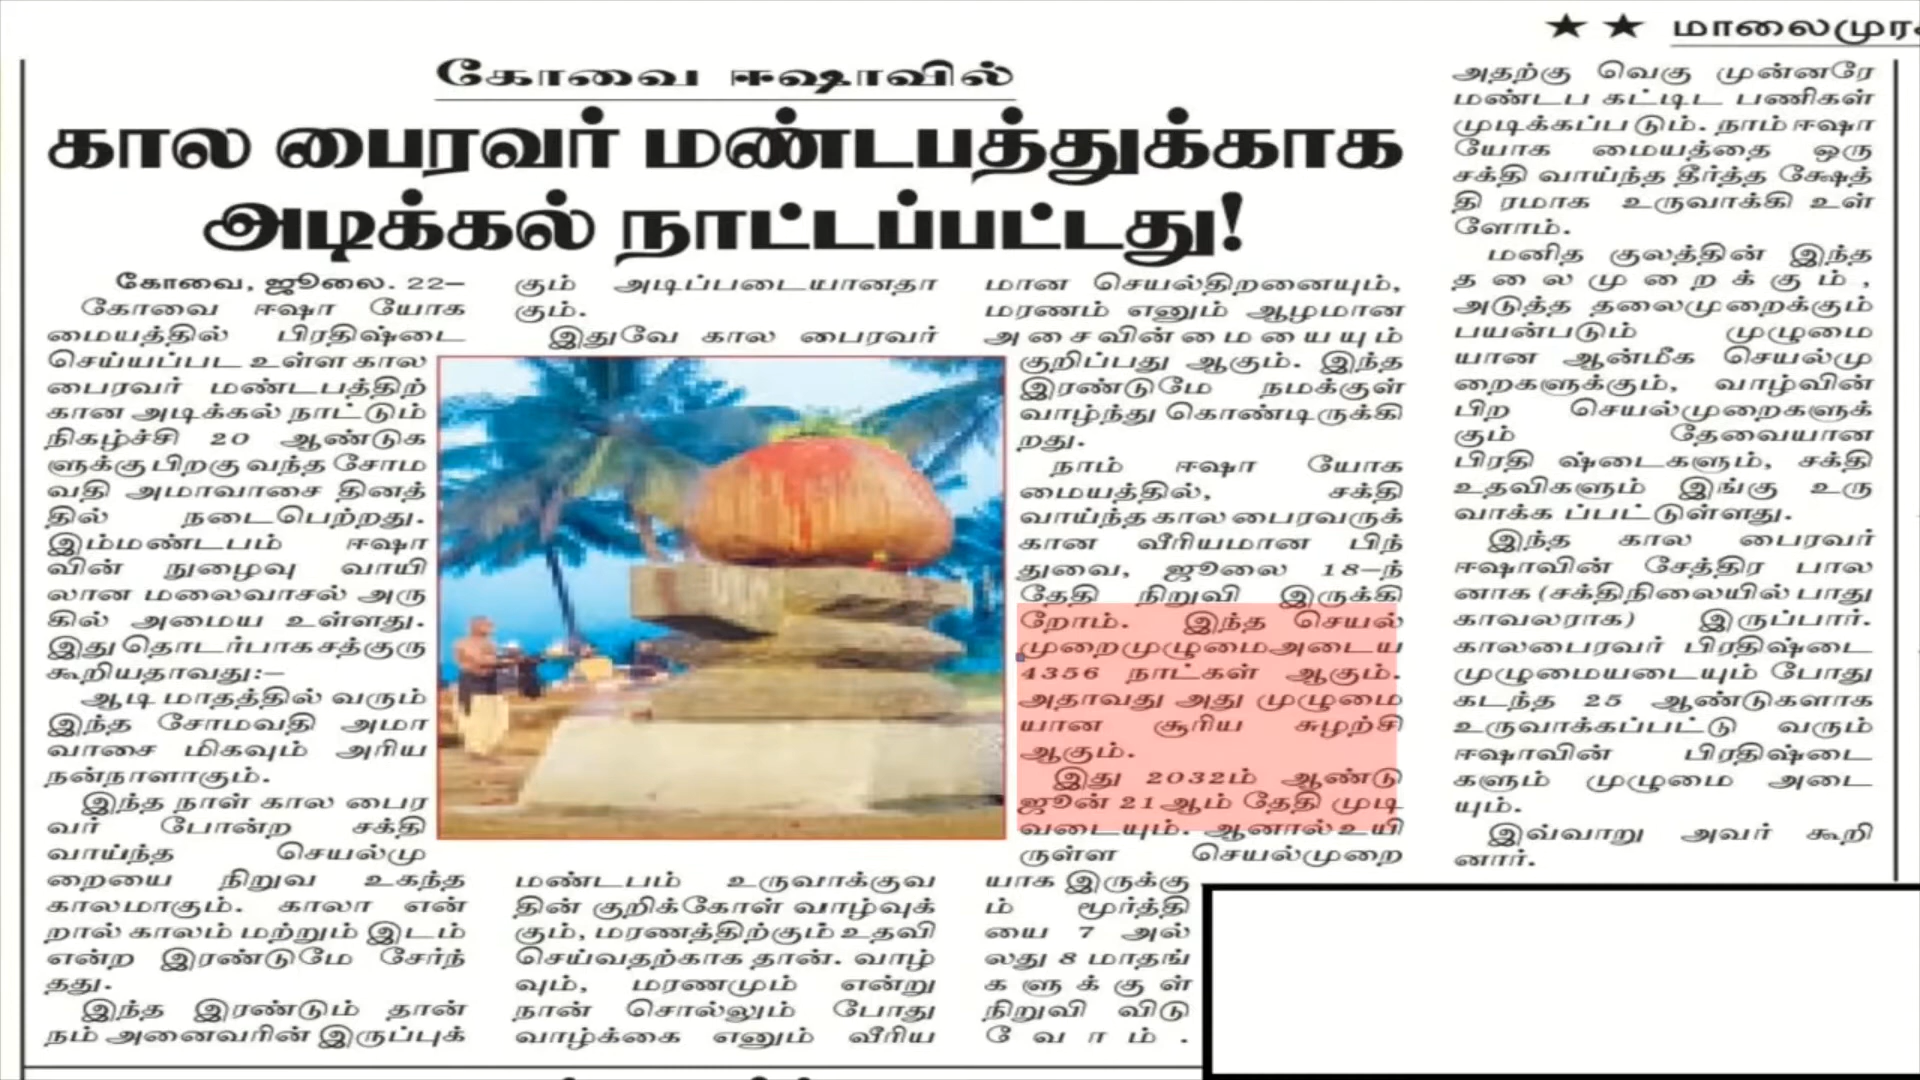 ★ ★ மாலைமுர
கோவை ஈஷாவில்
கால பைரவர் மண்டபத்துக்காக
அடிக்கல் நாட்டப்பட்டது!
கோவை, ஜூலை. 22–
கோவை ஈஷா யோக
மையத்தில் பிரதிஷ்டை
செய்யப்பட உள்ள கால
பைரவர் மண்டபத்திற்
கான அடிக்கல் நாட்டும்
நிகழ்ச்சி 20 ஆண்டுக
ளுக்கு பிறகு வந்த சோம
வதி அமாவாசை தினத்
தில் நடைபெற்றது.
இம்மண்டபம் ஈஷா
வின் நுழைவு வாயி
லான மலைவாசல் அரு
கில் அமைய உள்ளது.
இது தொடர்பாக சத்குரு
கூறியதாவது:–
ஆடி மாதத்தில் வரும்
இந்த சோமவதி அமா
வாசை மிகவும் அரிய
நன்நாளாகும்.
இந்த நாள் கால பைர
வர் போன்ற சக்தி
வாய்ந்த செயல்மு
றையை நிறுவ உகந்த
காலமாகும். காலா என்
றால் காலம் மற்றும் இடம்
என்ற இரண்டுமே சேர்ந்
தது.
இந்த இரண்டும் தான்
நம் அனைவரின் இருப்புக்
கும் அடிப்படையானதா
கும்.
இதுவே கால பைரவர்
மண்டபம் உருவாக்குவ
தின் குறிக்கோள் வாழ்வுக்
கும், மரணத்திற்கும் உதவி
செய்வதற்காக தான். வாழ்
வும், மரணமும் என்று
நான் சொல்லும் போது
வாழ்க்கை எனும் வீரிய
மான செயல்திறனையும்,
மரணம் எனும் ஆழமான
அசைவின்மையையும்
குறிப்பது ஆகும். இந்த
இரண்டுமே நமக்குள்
வாழ்ந்து கொண்டிருக்கி
றது.
நாம் ஈஷா யோக
மையத்தில், சக்தி
வாய்ந்த கால பைரவருக்
கான வீரியமான பிந்
துவை, ஜூலை 18–ந்
தேதி நிறுவி இருக்கி
றோம். இந்த செயல்
முறைமுழுமைஅடைய
4356 நாட்கள் ஆகும்.
அதாவது அது முழுமை
யான சூரிய சுழற்சி
ஆகும்.
இது 2032ம் ஆண்டு
ஜூன் 21ஆம் தேதி முடி
வடையும். ஆனால் உயி
ருள்ள செயல்முறை
யாக இருக்கு
ம் மூர்த்தி
யை 7 அல்
லது 8 மாதங்
களுக்குள்
நிறுவி விடு
வோம்.
அதற்கு வெகு முன்னரே
மண்டப கட்டிட பணிகள்
முடிக்கப்படும். நாம் ஈஷா
யோக மையத்தை ஒரு
சக்தி வாய்ந்த தீர்த்த க்ஷேத்
தி ரமாக உருவாக்கி உள்
ளோம்.
மனித குலத்தின் இந்த
தலைமுறைக்கும்,
அடுத்த தலைமுறைக்கும்
பயன்படும் முழுமை
யான ஆன்மீக செயல்மு
றைகளுக்கும், வாழ்வின்
பிற செயல்முறைகளுக்
கும் தேவையான
பிரதி ஷ்டைகளும், சக்தி
உதவிகளும் இங்கு உரு
வாக்க ப்பட்டுள்ளது.
இந்த கால பைரவர்
ஈஷாவின் சேத்திர பால
னாக (சக்திநிலையில் பாது
காவலராக) இருப்பார்.
காலபைரவர் பிரதிஷ்டை
முழுமையடையும் போது
கடந்த 25 ஆண்டுகளாக
உருவாக்கப்பட்டு வரும்
ஈஷாவின் பிரதிஷ்டை
களும் முழுமை அடை
யும்.
இவ்வாறு அவர் கூறி
னார்.